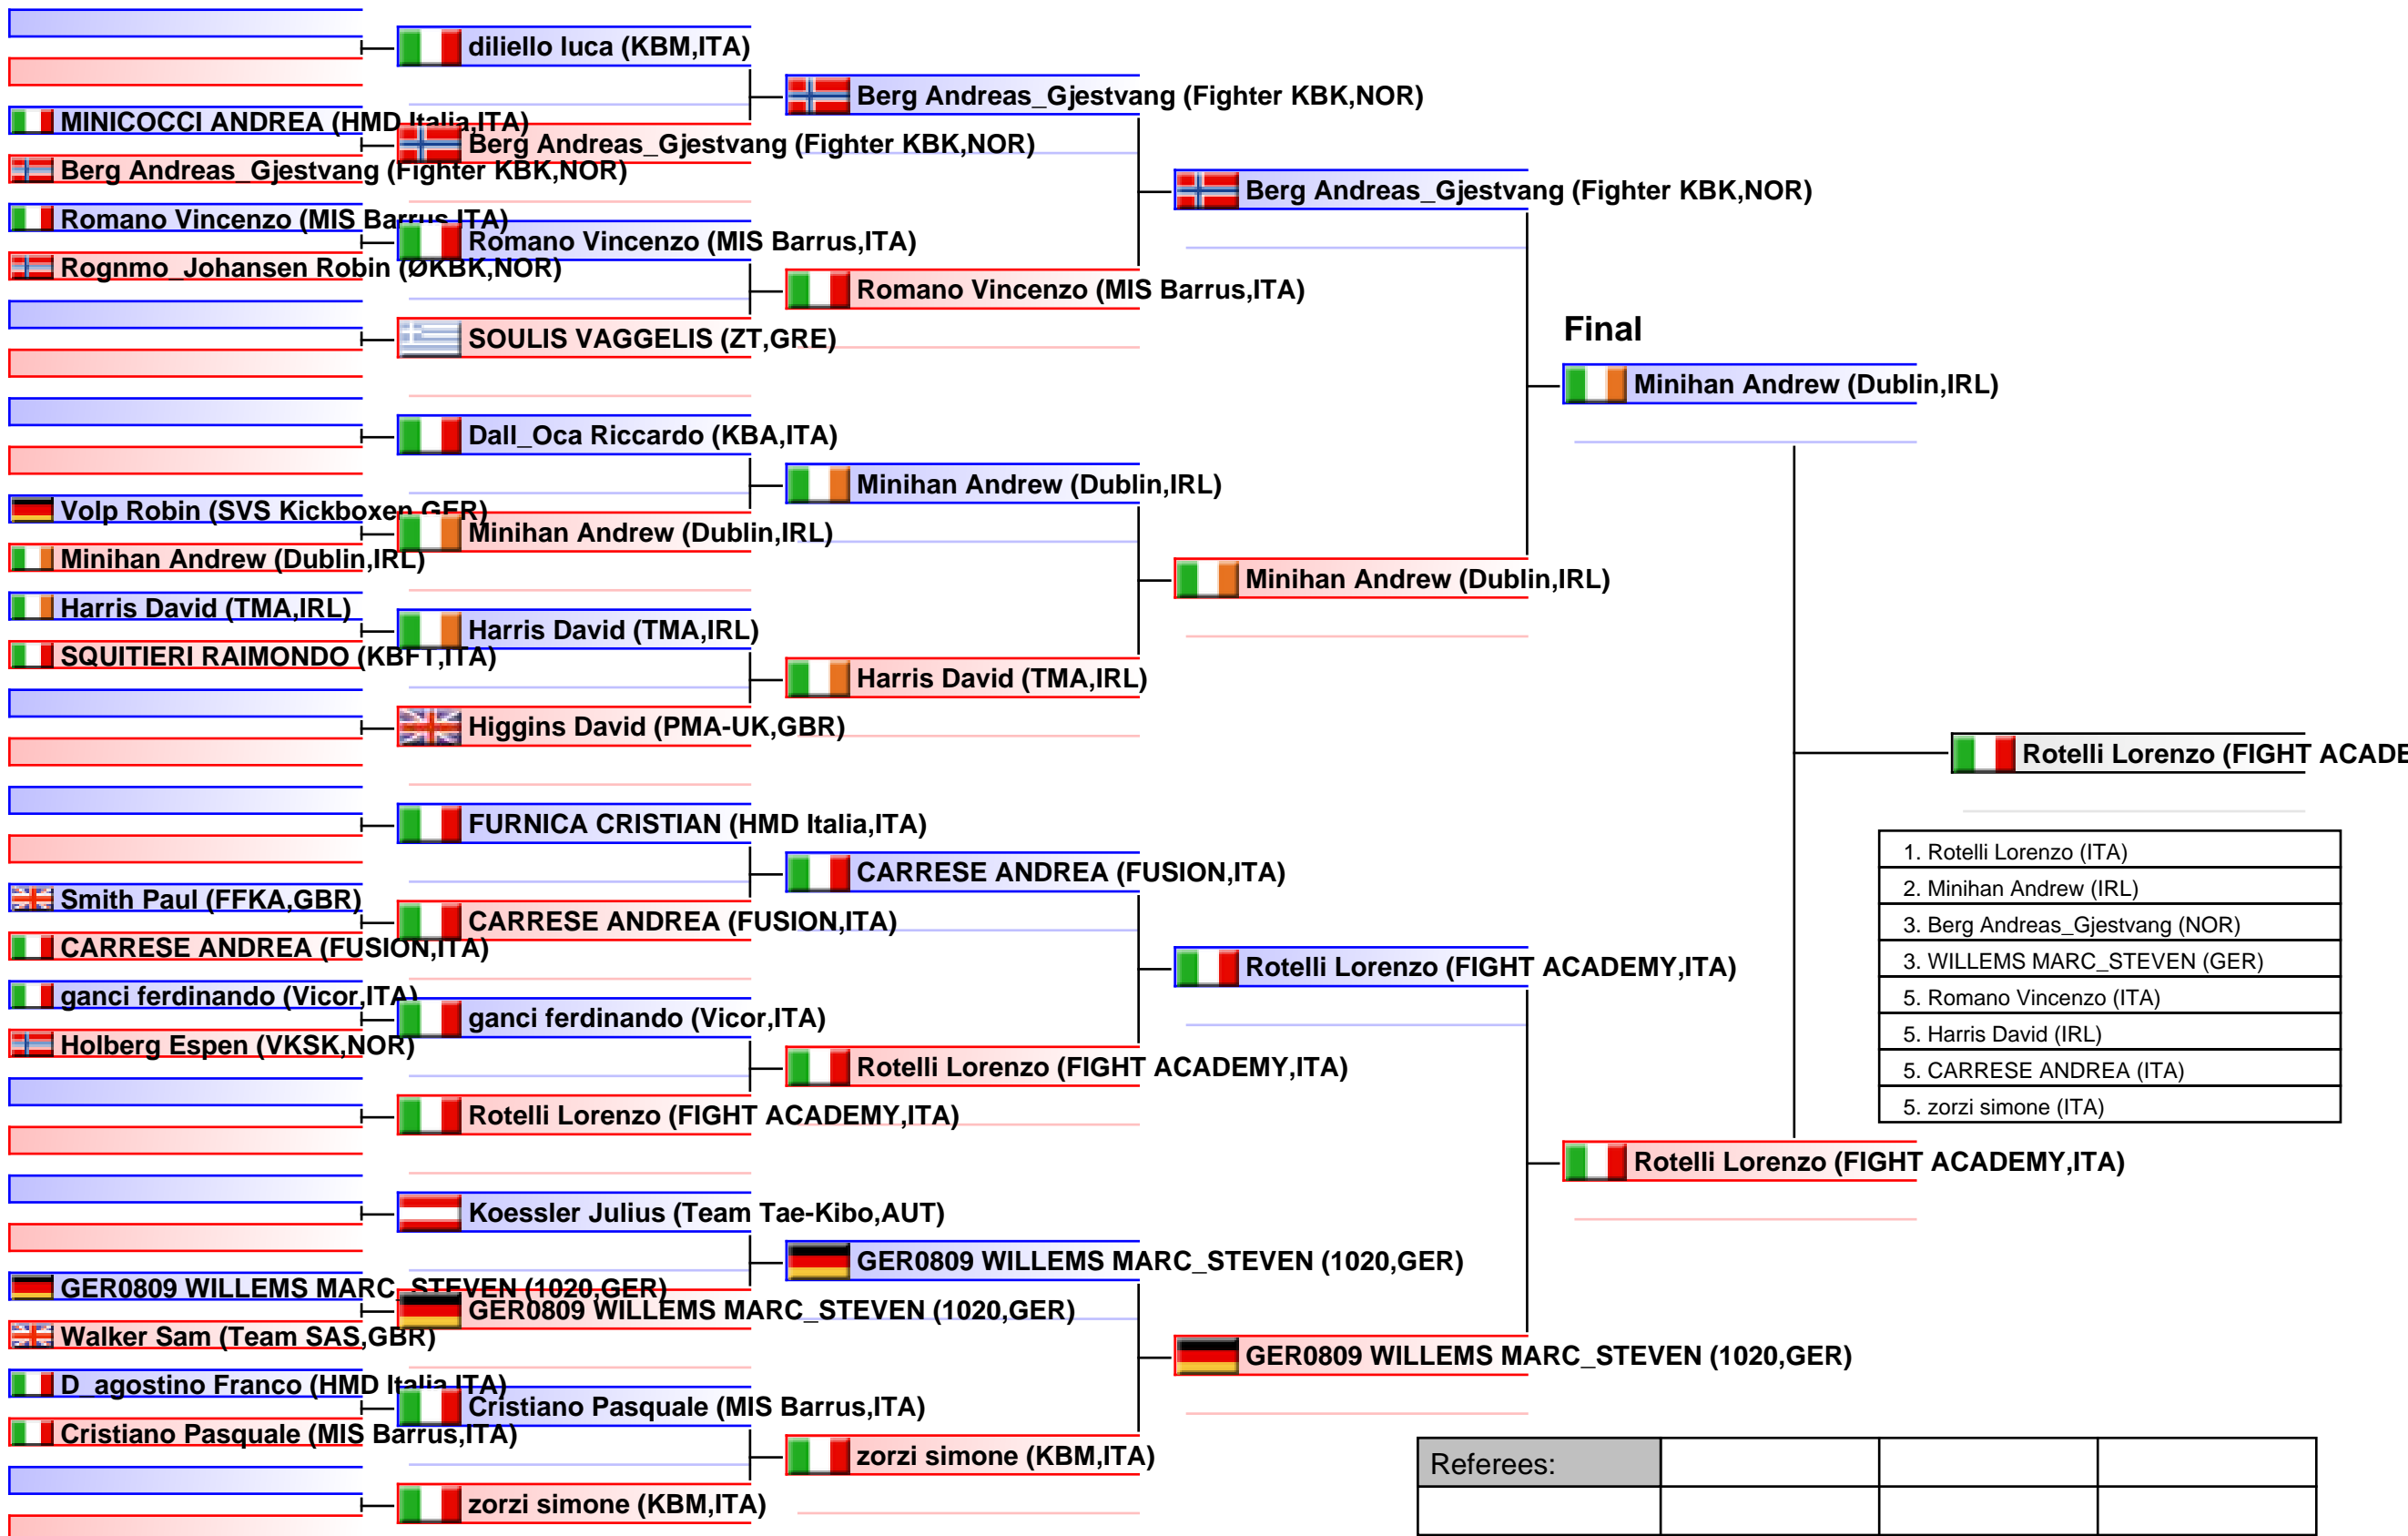 diliello luca (KBM,ITA)
MINICOCCI ANDREA (HMD Italia,ITA)
Berg Andreas_Gjestvang (Fighter KBK,NOR)
Berg Andreas_Gjestvang (Fighter KBK,NOR)
Romano Vincenzo (MIS Barrus,ITA)
Rognmo_Johansen Robin (ØKBK,NOR)
Romano Vincenzo (MIS Barrus,ITA)
SOULIS VAGGELIS (ZT,GRE)
Dall_Oca Riccardo (KBA,ITA)
Volp Robin (SVS Kickboxen,GER)
Minihan Andrew (Dublin,IRL)
Minihan Andrew (Dublin,IRL)
Harris David (TMA,IRL)
SQUITIERI RAIMONDO (KBFT,ITA)
Harris David (TMA,IRL)
Higgins David (PMA-UK,GBR)
FURNICA CRISTIAN (HMD Italia,ITA)
Smith Paul (FFKA,GBR)
CARRESE ANDREA (FUSION,ITA)
CARRESE ANDREA (FUSION,ITA)
ganci ferdinando (Vicor,ITA)
Holberg Espen (VKSK,NOR)
ganci ferdinando (Vicor,ITA)
Rotelli Lorenzo (FIGHT ACADEMY,ITA)
Koessler Julius (Team Tae-Kibo,AUT)
GER0809 WILLEMS MARC_STEVEN (1020,GER)
Walker Sam (Team SAS,GBR)
GER0809 WILLEMS MARC_STEVEN (1020,GER)
D_agostino Franco (HMD Italia,ITA)
Cristiano Pasquale (MIS Barrus,ITA)
Cristiano Pasquale (MIS Barrus,ITA)
zorzi simone (KBM,ITA)
Berg Andreas_Gjestvang (Fighter KBK,NOR)
Romano Vincenzo (MIS Barrus,ITA)
Minihan Andrew (Dublin,IRL)
Harris David (TMA,IRL)
CARRESE ANDREA (FUSION,ITA)
Rotelli Lorenzo (FIGHT ACADEMY,ITA)
GER0809 WILLEMS MARC_STEVEN (1020,GER)
zorzi simone (KBM,ITA)
Berg Andreas_Gjestvang (Fighter KBK,NOR)
Minihan Andrew (Dublin,IRL)
Rotelli Lorenzo (FIGHT ACADEMY,ITA)
GER0809 WILLEMS MARC_STEVEN (1020,GER)
Final
Minihan Andrew (Dublin,IRL)
Rotelli Lorenzo (FIGHT ACADEMY,ITA)
Rotelli Lorenzo (FIGHT ACADE
1. Rotelli Lorenzo (ITA)
2. Minihan Andrew (IRL)
3. Berg Andreas_Gjestvang (NOR)
3. WILLEMS MARC_STEVEN (GER)
5. Romano Vincenzo (ITA)
5. Harris David (IRL)
5. CARRESE ANDREA (ITA)
5. zorzi simone (ITA)
Referees: